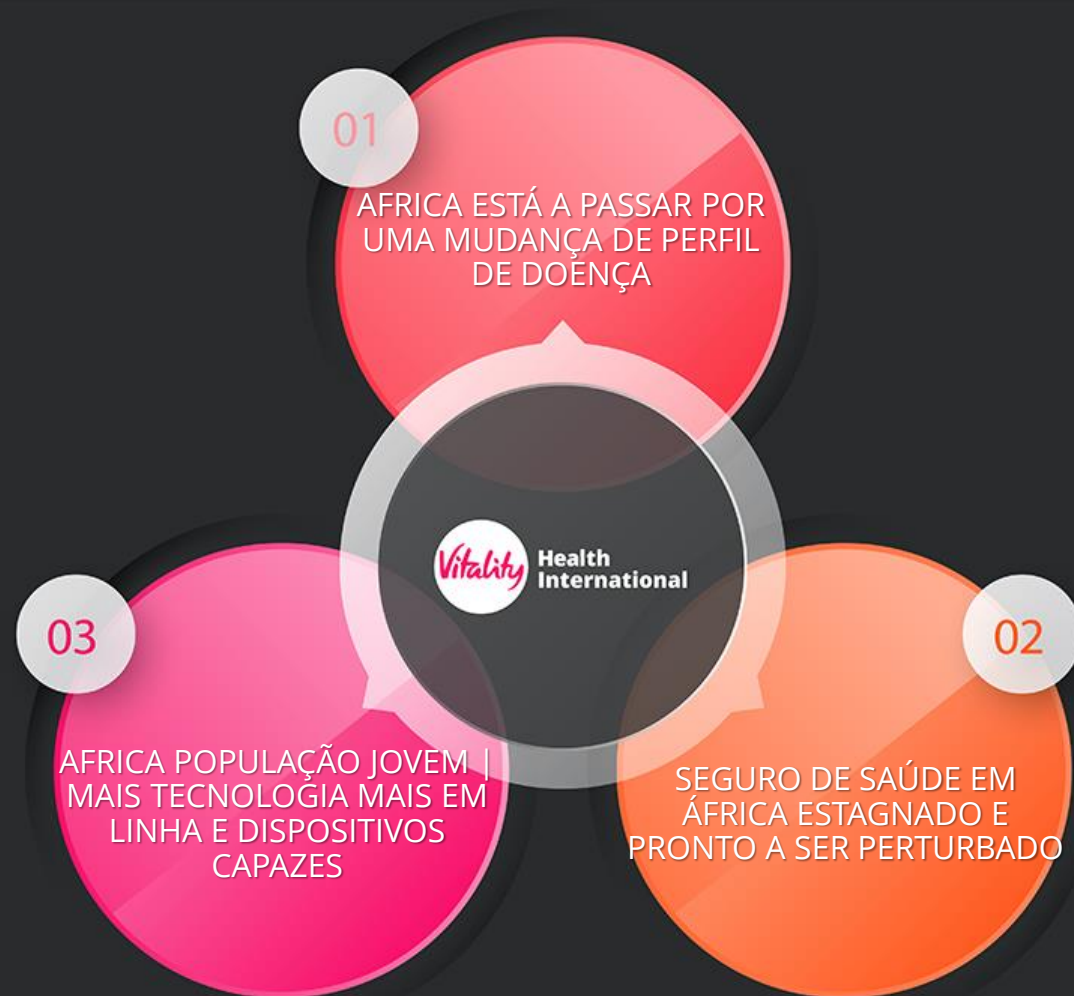 01
AFRICA ESTÁ A PASSAR POR
UMA MUDANÇA DE PERFIL
DE DOENÇA
Vitality Health
International
02
SEGURO DE SAÚDE EM
ÁFRICA ESTAGNADO E
PRONTO A SER PERTURBADO
03
AFRICA POPULAÇÃO JOVEM |
MAIS TECNOLOGIA MAIS EM
LINHA E DISPOSITIVOS
CAPAZES